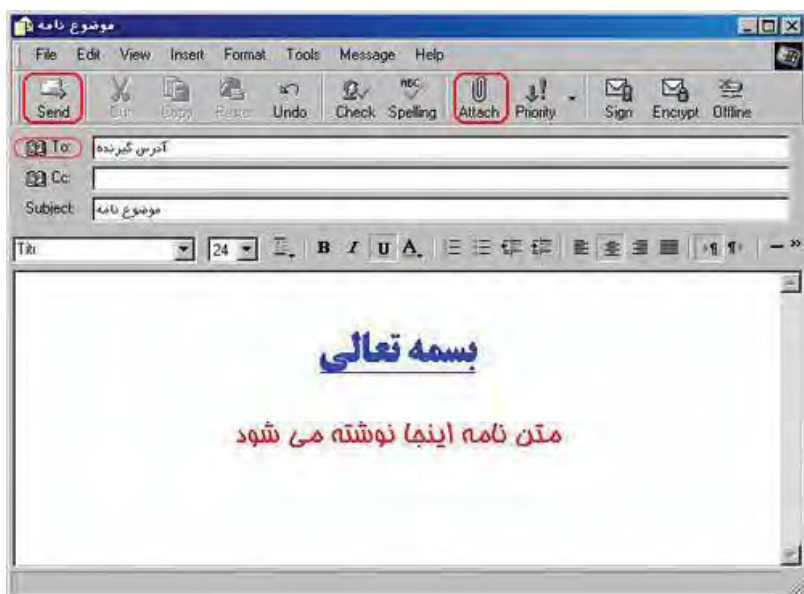 موضوع نامه
File Edit View Insert Format Tools Message Help
Send Cut Copy Paste Undo Check Spelling Attach Priority Sign Encrypt Offline
To: آدرس گیرنده
Cc:
Subject: موضوع نامه
Titr 24 B I U A
بسمه تعالی
متن نامه اینجا نوشته می شود